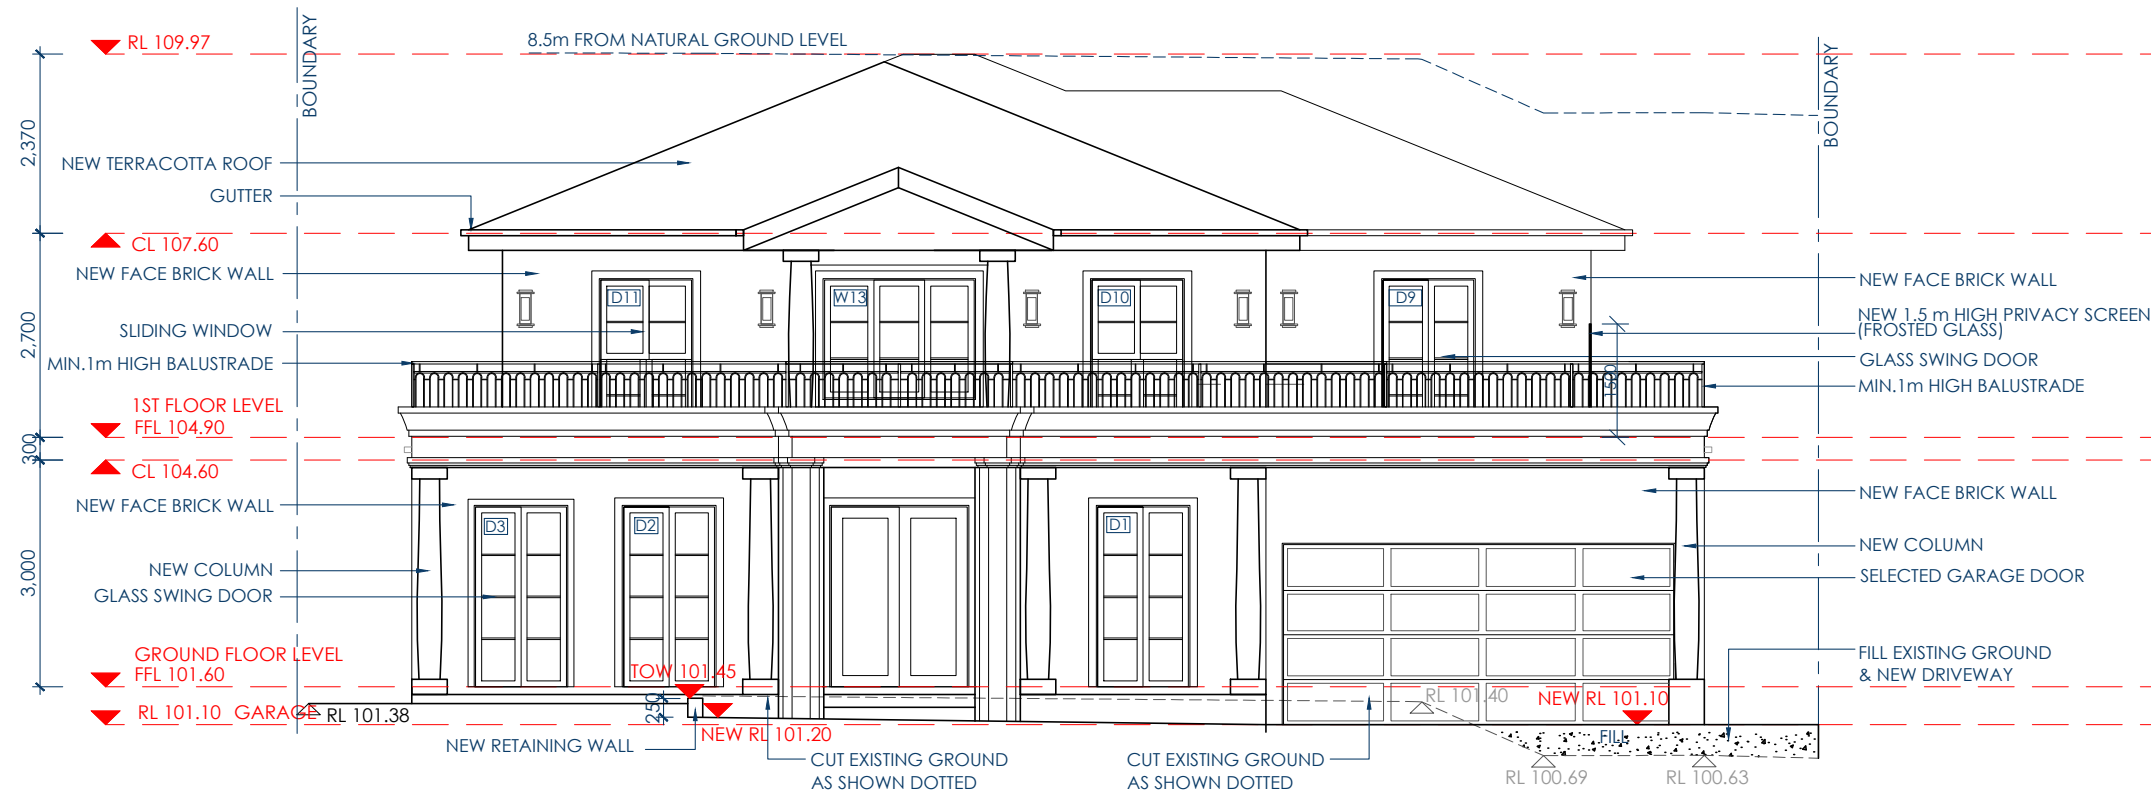 RL 109.97
8.5m FROM NATURAL GROUND LEVEL
BOUNDARY
BOUNDARY
2,370
NEW TERRACOTTA ROOF
GUTTER
CL 107.60
NEW FACE BRICK WALL
NEW FACE BRICK WALL
D11
W13
D10
D9
SLIDING WINDOW
NEW 1.5 m HIGH PRIVACY SCREEN
(FROSTED GLASS)
2,700
MIN.1m HIGH BALUSTRADE
GLASS SWING DOOR
MIN.1m HIGH BALUSTRADE
1500
1ST FLOOR LEVEL
FFL 104.90
300
CL 104.60
NEW FACE BRICK WALL
NEW FACE BRICK WALL
D3
D2
D1
3,000
NEW COLUMN
GLASS SWING DOOR
NEW COLUMN
SELECTED GARAGE DOOR
GROUND FLOOR LEVEL
FFL 101.60
TOW 101.45
FILL EXISTING GROUND
& NEW DRIVEWAY
RL 101.10 GARAGE
RL 101.38
250
RL 101.40
NEW RL 101.10
NEW RL 101.20
FILL
NEW RETAINING WALL
CUT EXISTING GROUND
AS SHOWN DOTTED
CUT EXISTING GROUND
AS SHOWN DOTTED
RL 100.69
RL 100.63